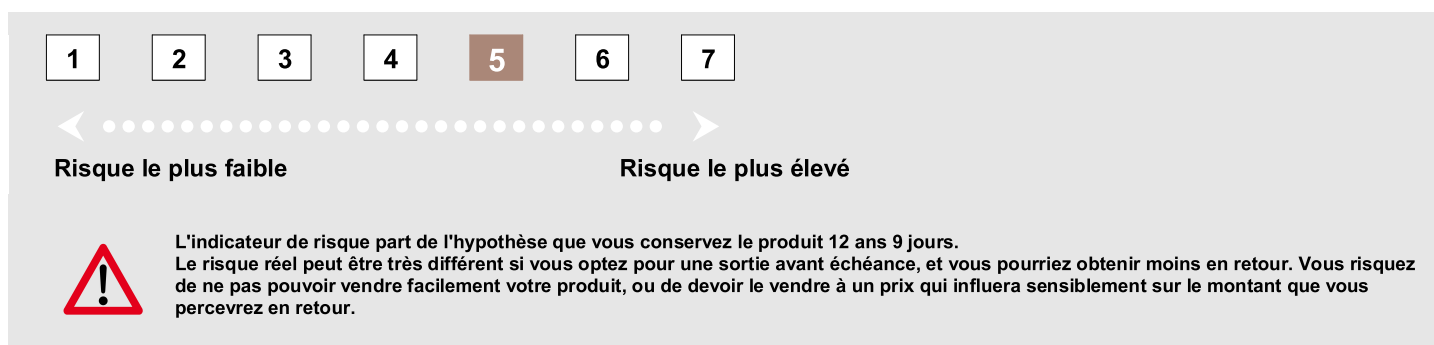 1 2 3 4 5 6 7
Risque le plus faible Risque le plus élevé
L'indicateur de risque part de l'hypothèse que vous conservez le produit 12 ans 9 jours.
Le risque réel peut être très différent si vous optez pour une sortie avant échéance, et vous pourriez obtenir moins en retour. Vous risquez
de ne pas pouvoir vendre facilement votre produit, ou de devoir le vendre à un prix qui influera sensiblement sur le montant que vous
percevrez en retour.